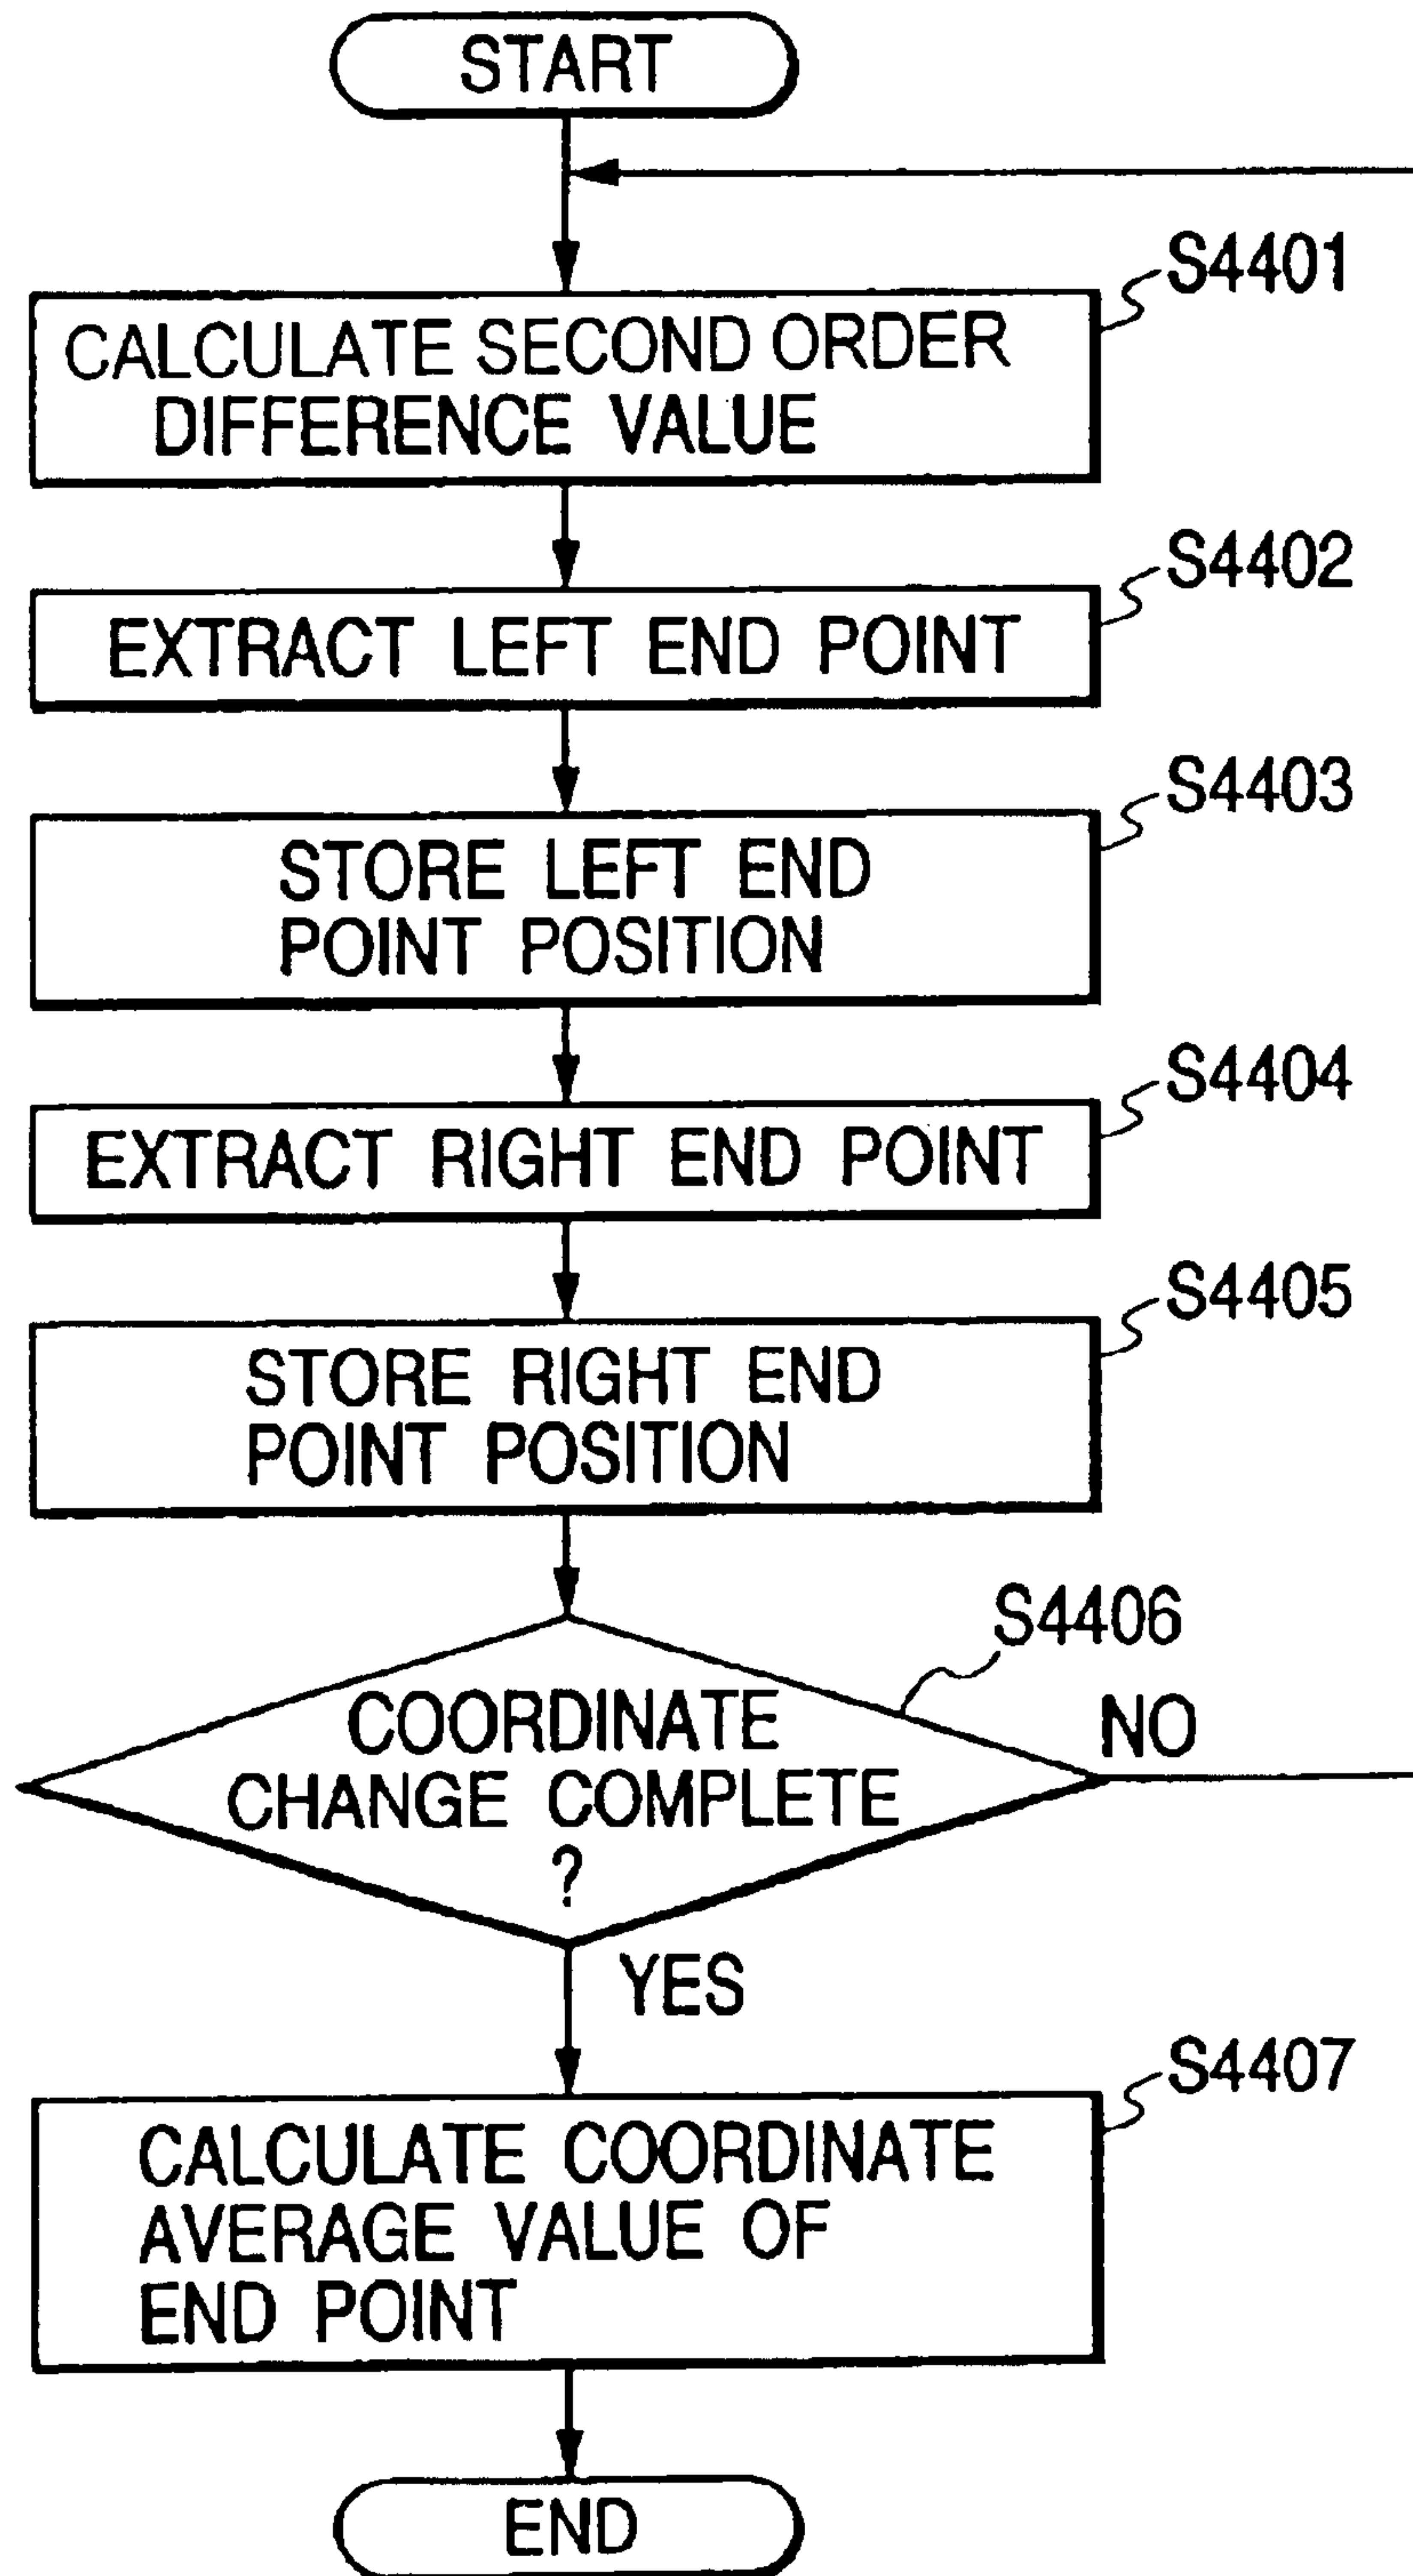 START
S4401
CALCULATE SECOND ORDER
DIFFERENCE VALUE
S4402
EXTRACT LEFT END POINT
S4403
STORE LEFT END
POINT POSITION
S4404
EXTRACT RIGHT END POINT
S4405
STORE RIGHT END
POINT POSITION
S4406
COORDINATE
CHANGE COMPLETE
?
NO
YES
S4407
CALCULATE COORDINATE
AVERAGE VALUE OF
END POINT
END